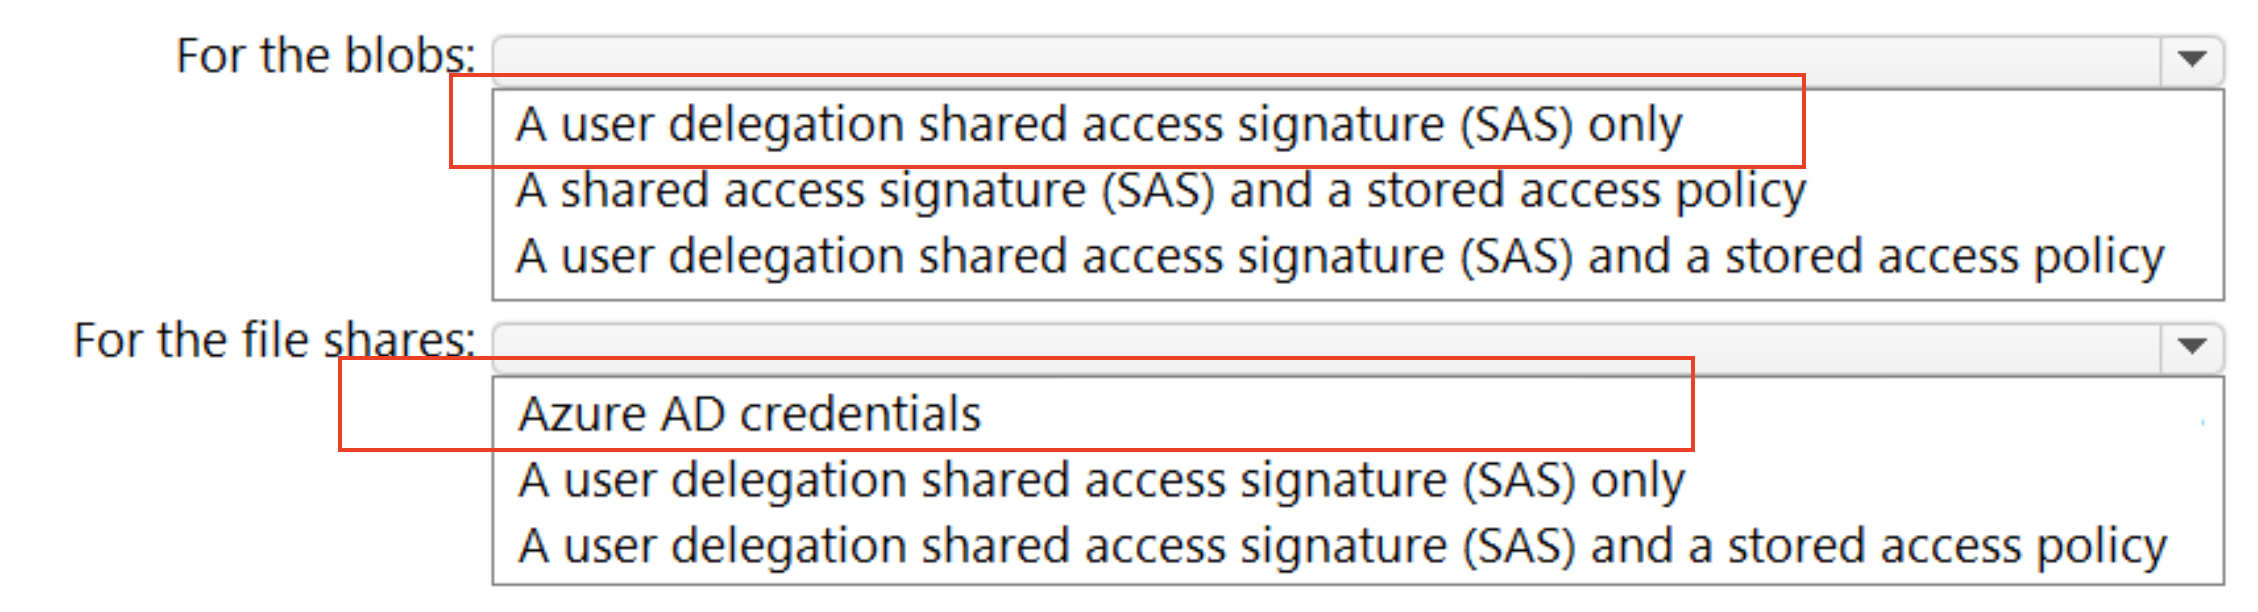 For the blobs:
A user delegation shared access signature (SAS) only
A shared access signature (SAS) and a stored access policy
A user delegation shared access signature (SAS) and a stored access policy
For the file shares:
Azure AD credentials
A user delegation shared access signature (SAS) only
A user delegation shared access signature (SAS) and a stored access policy